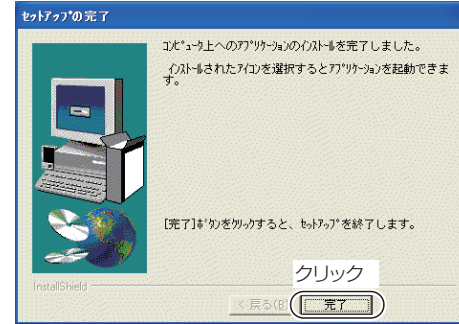 ｾｯﾄｱｯﾌﾟの完了
ｺﾝﾋﾟｭｰﾀ上へのｱﾌﾟﾘｹｰｼｮﾝのｲﾝｽﾄｰﾙを完了しました。
ｲﾝｽﾄｰﾙされたｱｲｺﾝを選択するとｱﾌﾟﾘｹｰｼｮﾝを起動できま
す。
[完了]ﾎﾞﾀﾝをｸﾘｯｸすると、ｾｯﾄｱｯﾌﾟを終了します。
クリック
InstallShield
< 戻る(B)
完了